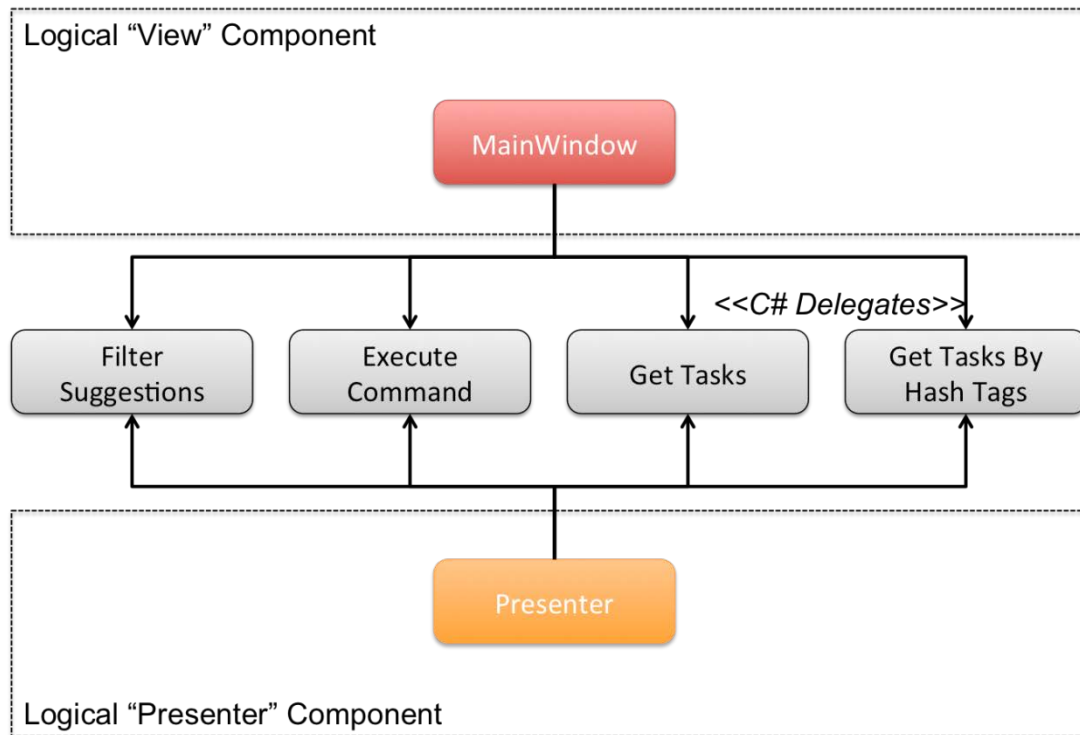 Logical “View” Component
MainWindow
<<C# Delegates>>
Filter
Suggestions
Execute
Command
Get Tasks
Get Tasks By
Hash Tags
Presenter
Logical “Presenter” Component